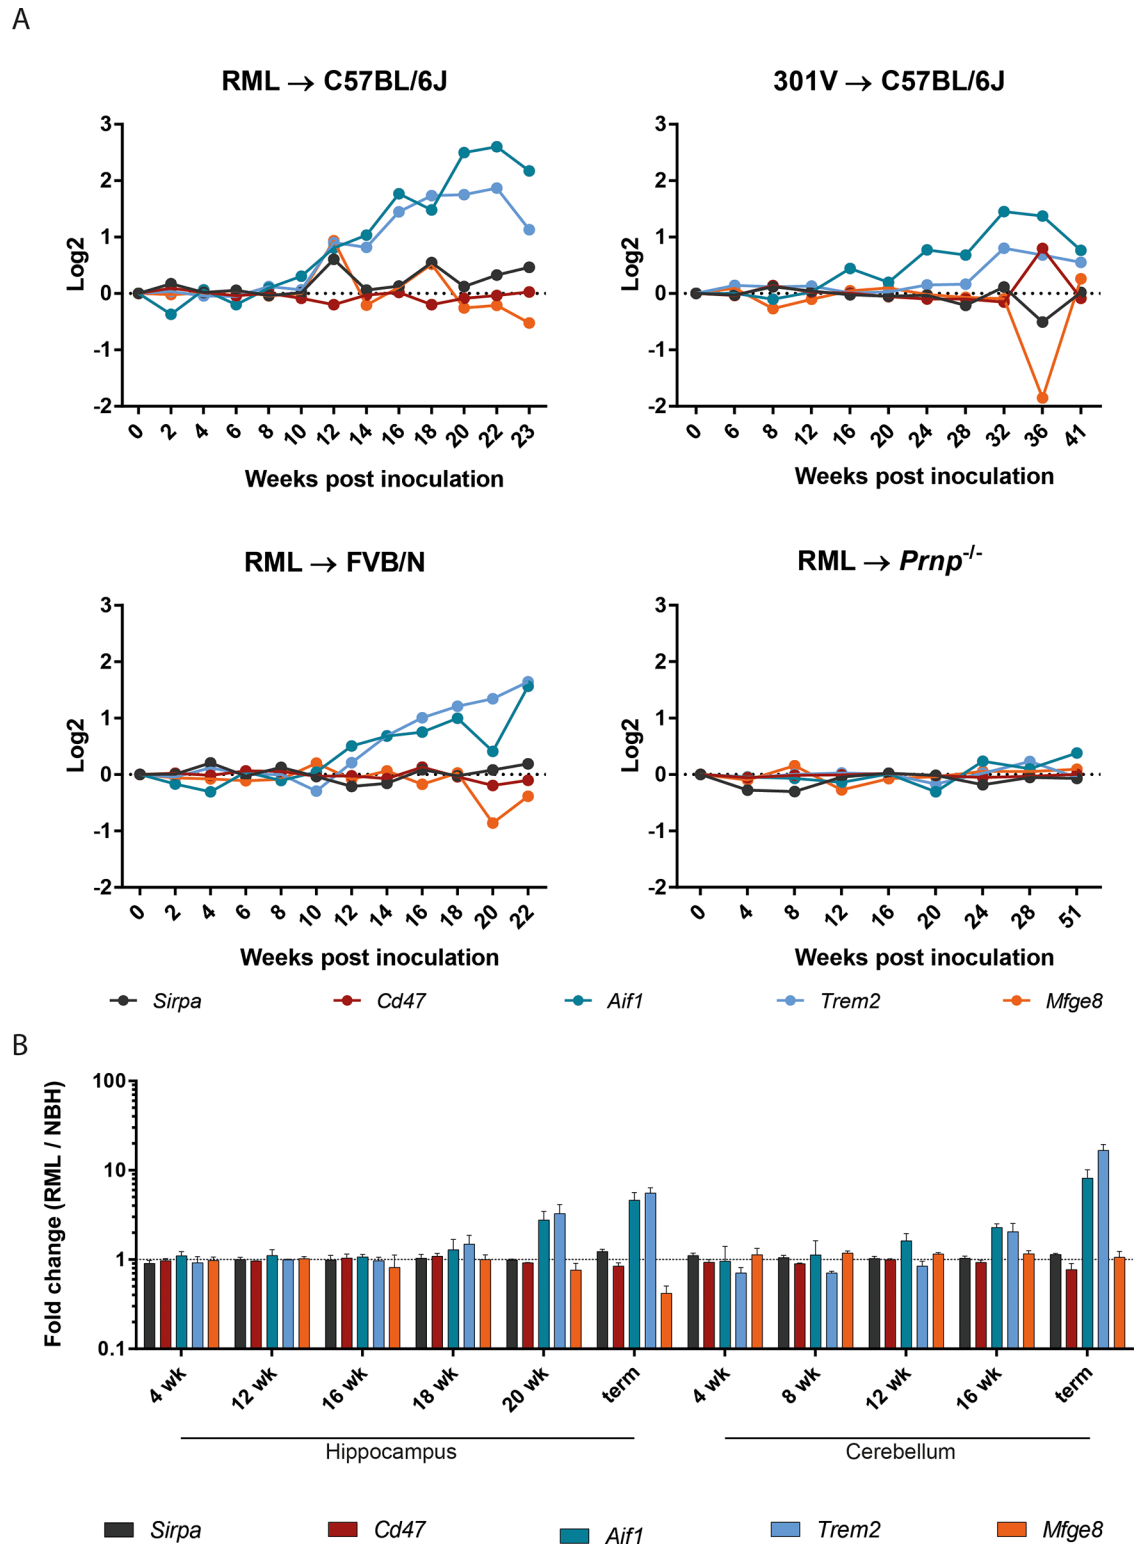 A
RML → C57BL/6J
301V → C57BL/6J
3
2
1
0
-1
-2
Log2
0 2 4 6 8 10 12 14 16 18 20 22 23
Weeks post inoculation
3
2
1
0
-1
-2
Log2
0 6 8 12 16 20 24 28 32 36 41
Weeks post inoculation
RML → FVB/N
RML → Prnp-/-
3
2
1
0
-1
-2
Log2
0 2 4 6 8 10 12 14 16 18 20 22
Weeks post inoculation
3
2
1
0
-1
-2
Log2
0 4 8 12 16 20 24 28 51
Weeks post inoculation
Sirpa Cd47 Aif1 Trem2 Mfge8
B
Fold change (RML / NBH)
100
10
1
0.1
4 wk 12 wk 16 wk 18 wk 20 wk term 4 wk 8 wk 12 wk 16 wk term
Hippocampus Cerebellum
Sirpa Cd47 Aif1 Trem2 Mfge8